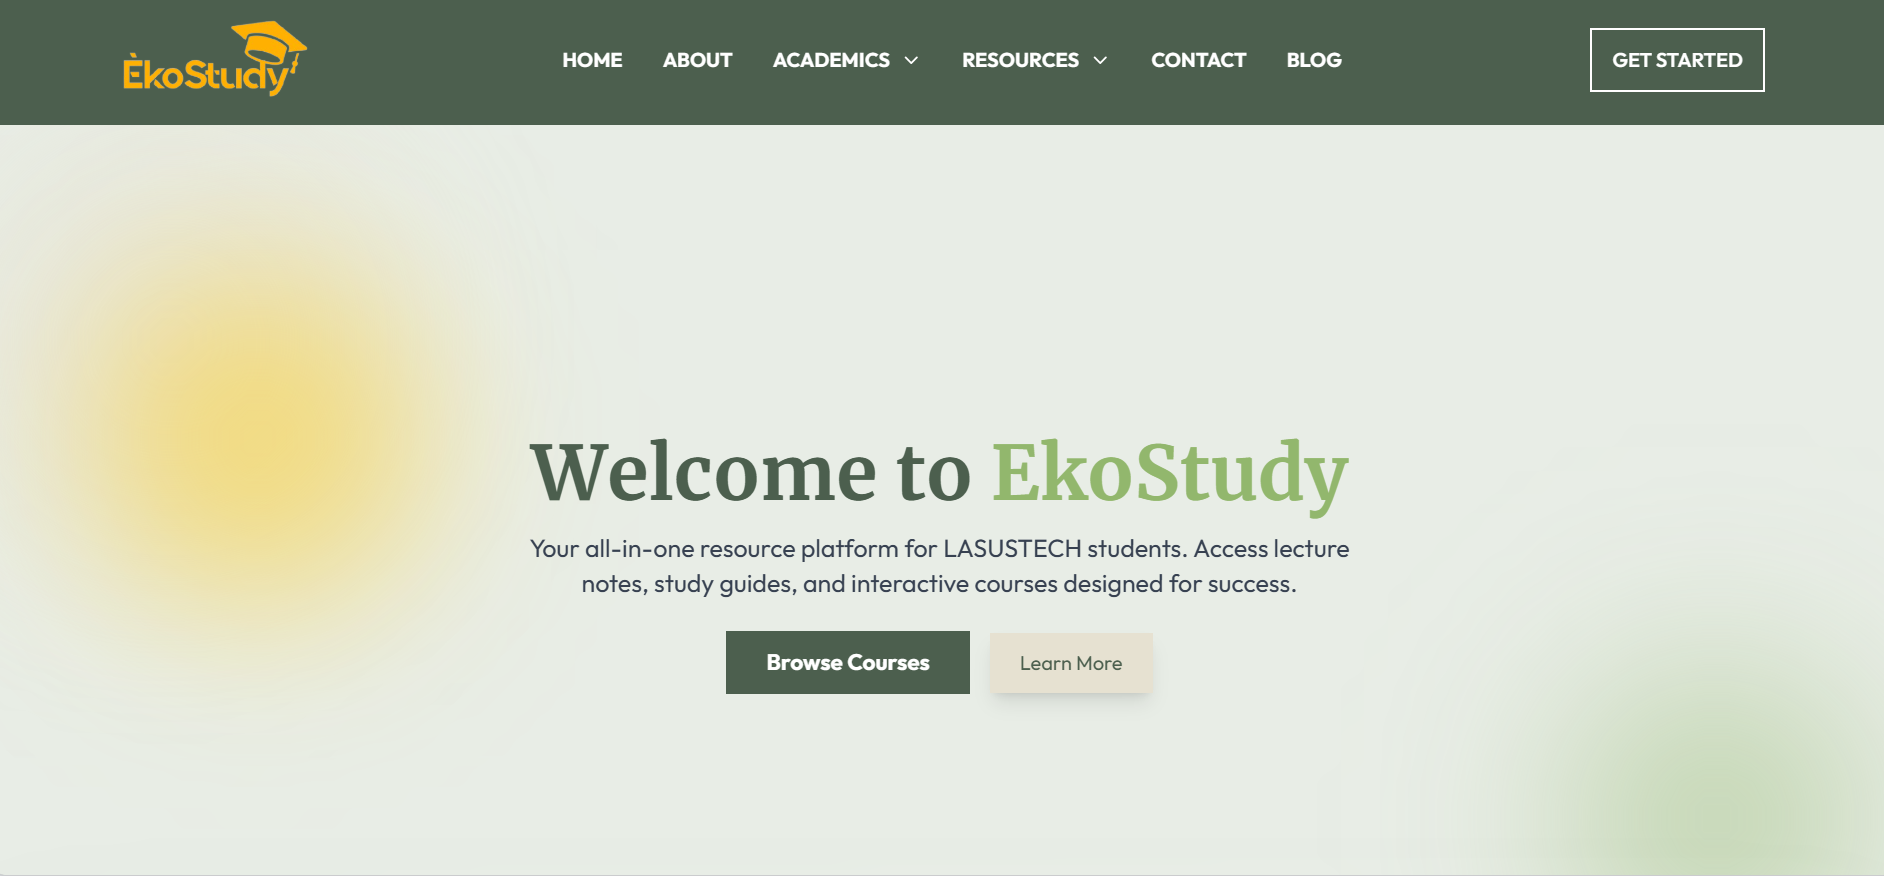 ÈkoStudy
HOME
ABOUT
ACADEMICS
RESOURCES
CONTACT
BLOG
GET STARTED
Welcome to EkoStudy
Your all-in-one resource platform for LASUSTECH students. Access lecture
notes, study guides, and interactive courses designed for success.
Browse Courses
Learn More